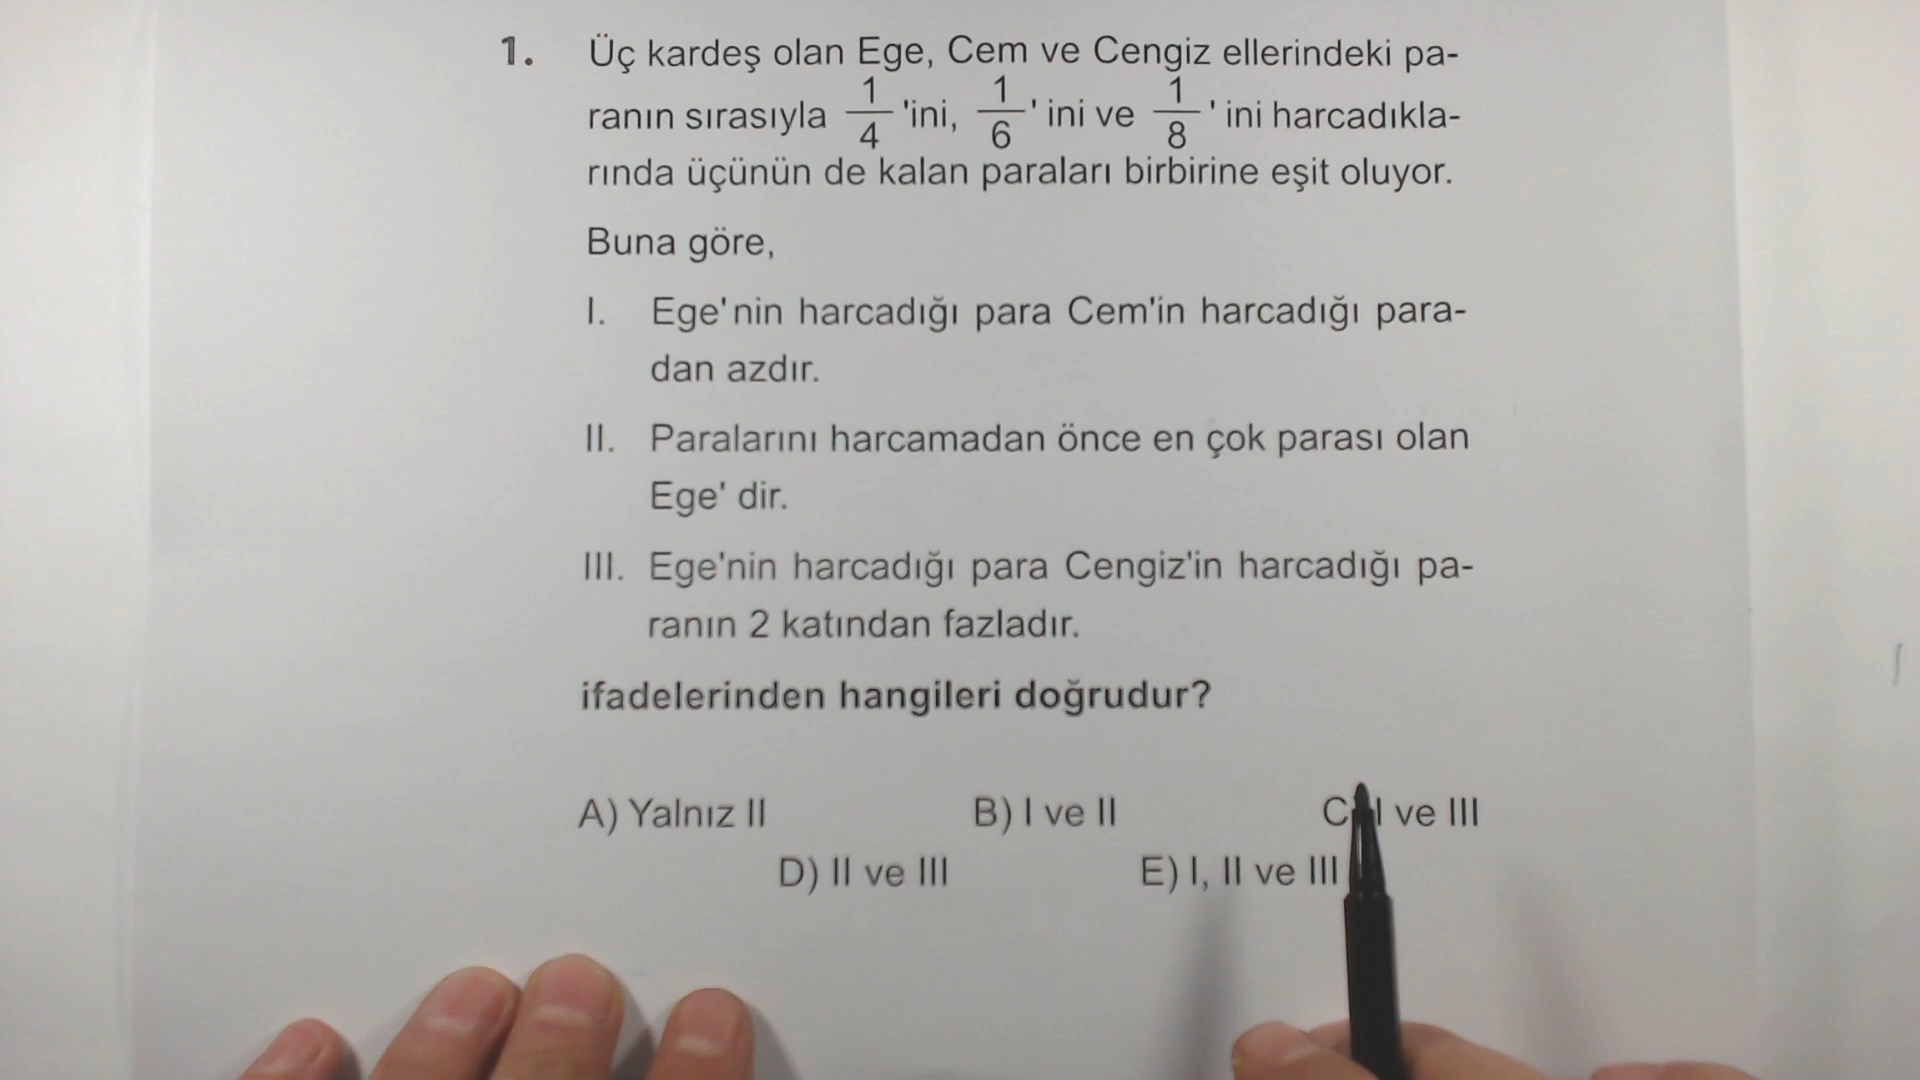 1. Üç kardeş olan Ege, Cem ve Cengiz ellerindeki pa-
ranın sırasıyla 1/4 'ini, 1/6 ' ini ve 1/8 ' ini harcadıkla-
rında üçünün de kalan paraları birbirine eşit oluyor.
Buna göre,
I. Ege'nin harcadığı para Cem'in harcadığı para-
dan azdır.
II. Paralarını harcamadan önce en çok parası olan
Ege' dir.
III. Ege'nin harcadığı para Cengiz'in harcadığı pa-
ranın 2 katından fazladır.
ifadelerinden hangileri doğrudur?
A) Yalnız II B) I ve II C) I ve III
D) II ve III E) I, II ve III